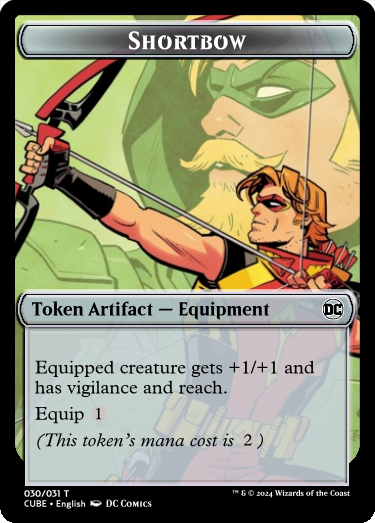 Shortbow
Token Artifact — Equipment
DC
Equipped creature gets +1/+1 and
has vigilance and reach.
Equip 1
(This token's mana cost is 2 )
030/031 T
CUBE • English DC Comics
™ & © 2024 Wizards of the Coast